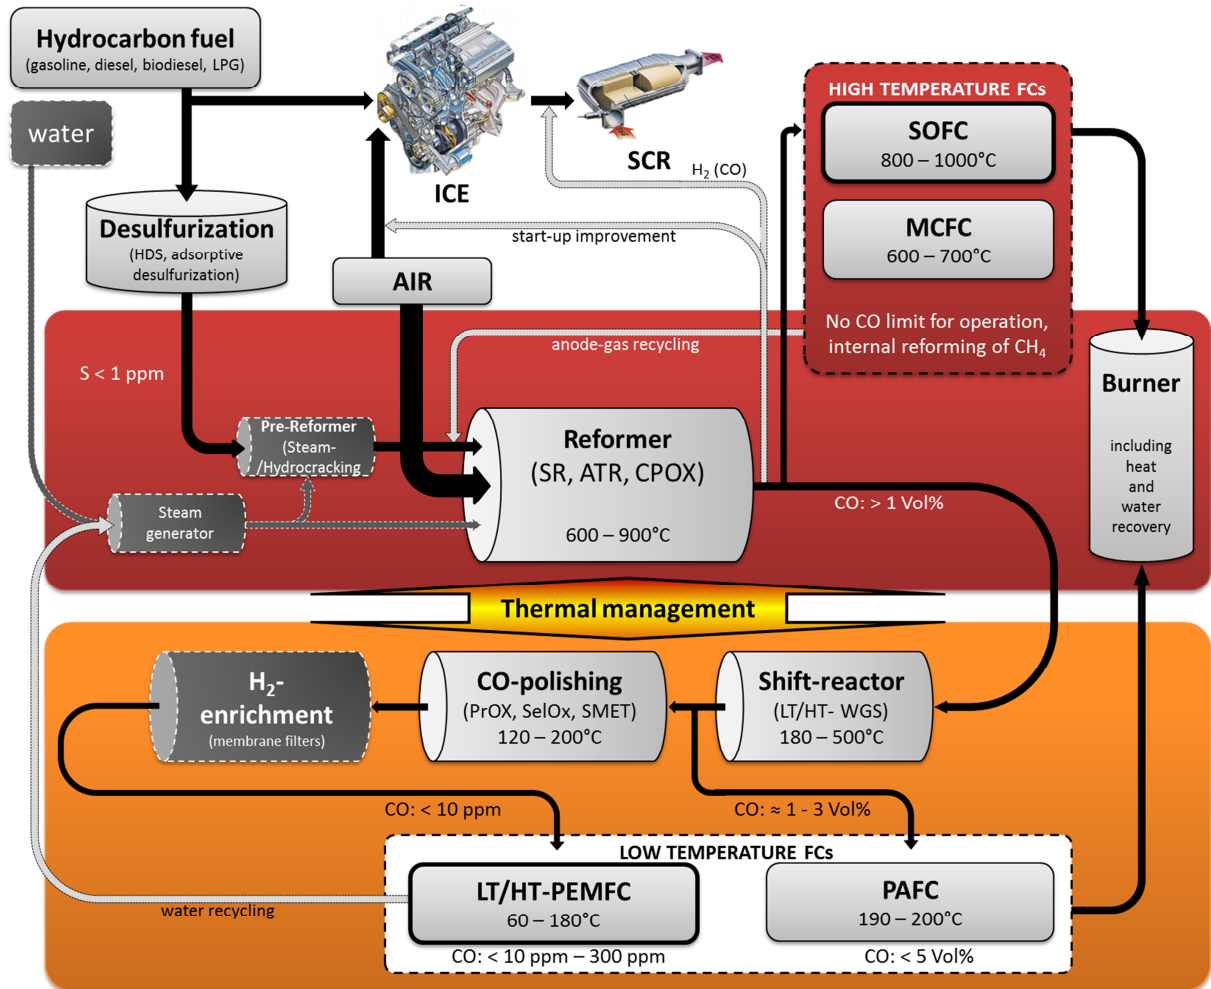 Hydrocarbon fuel
(gasoline, diesel, biodiesel, LPG)
water
ICE
SCR
H₂ (CO)
start-up improvement
HIGH TEMPERATURE FCs
SOFC
800 – 1000°C
MCFC
600 – 700°C
No CO limit for operation,
internal reforming of CH₄
Desulfurization
(HDS, adsorptive
desulfurization)
AIR
anode-gas recycling
S < 1 ppm
Pre-Reformer
(Steam-
/Hydrocracking
Steam
generator
Reformer
(SR, ATR, CPOX)
600 – 900°C
CO: > 1 Vol%
Burner
including
heat
and
water
recovery
Thermal management
H₂-
enrichment
(membrane filters)
CO-polishing
(PrOX, SelOx, SMET)
120 – 200°C
Shift-reactor
(LT/HT- WGS)
180 – 500°C
CO: < 10 ppm
CO: ≈ 1 - 3 Vol%
LOW TEMPERATURE FCs
LT/HT-PEMFC
60 – 180°C
CO: < 10 ppm – 300 ppm
PAFC
190 – 200°C
CO: < 5 Vol%
water recycling